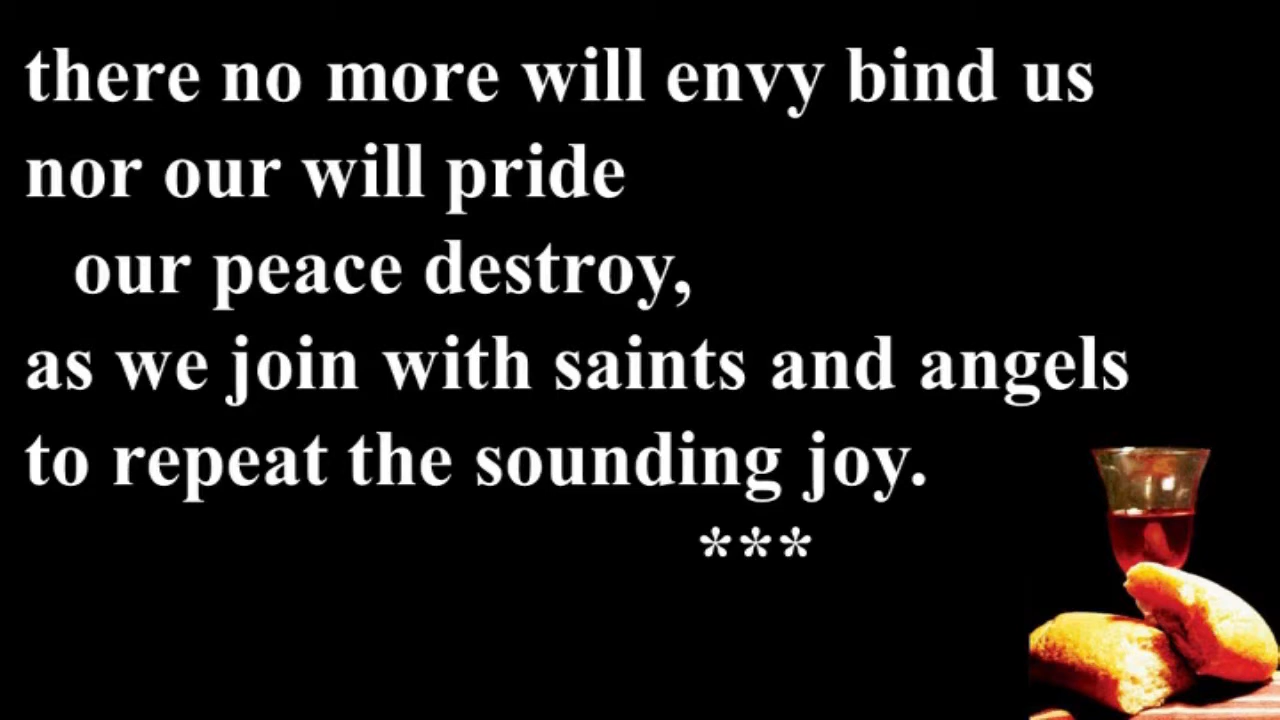 there no more will envy bind us
nor our will pride
our peace destroy,
as we join with saints and angels
to repeat the sounding joy.
***